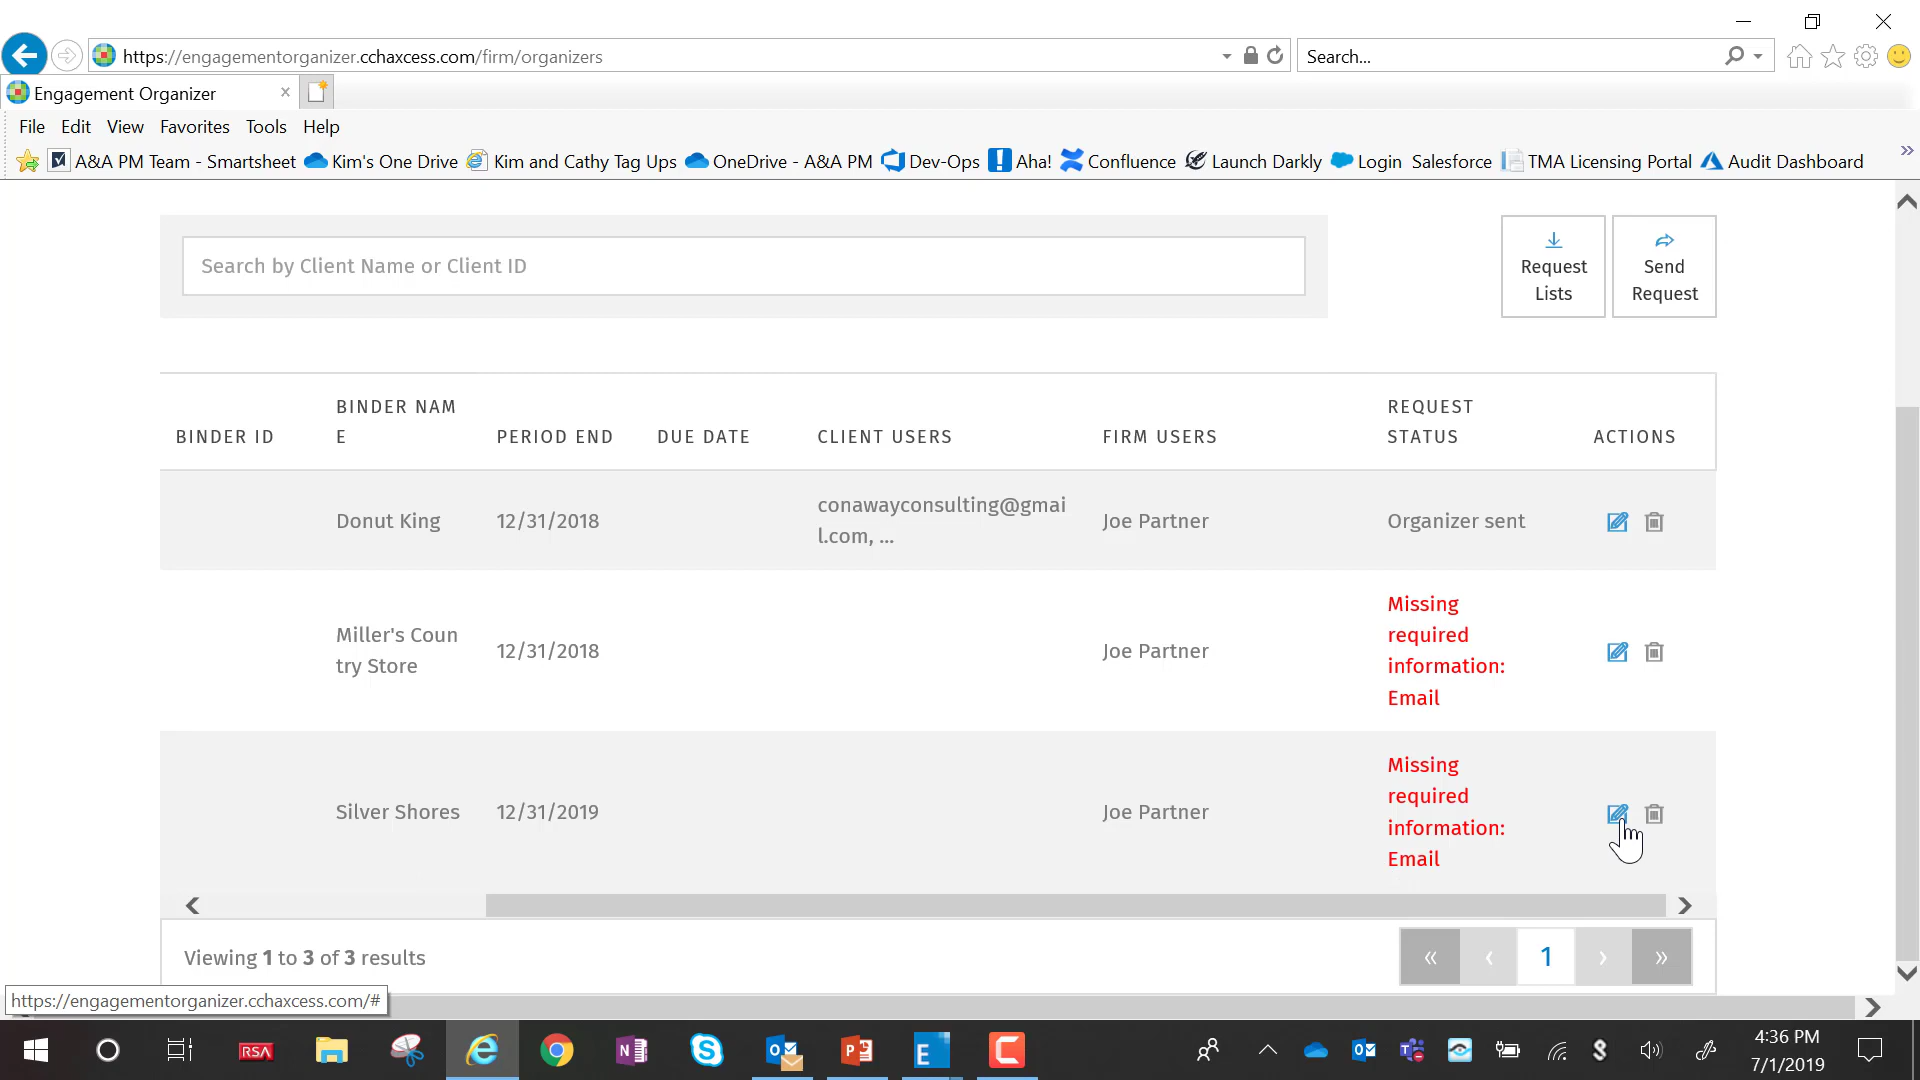 https://engagementorganizer.cchaxcess.com/firm/organizers
Search...
Engagement Organizer
File Edit View Favorites Tools Help
A&A PM Team - Smartsheet Kim's One Drive Kim and Cathy Tag Ups OneDrive - A&A PM Dev-Ops Aha! Confluence Launch Darkly Login Salesforce TMA Licensing Portal Audit Dashboard
Search by Client Name or Client ID
Request
Lists
Send
Request
BINDER ID
BINDER NAM
E
PERIOD END
DUE DATE
CLIENT USERS
FIRM USERS
REQUEST
STATUS
ACTIONS
Donut King
12/31/2018
conawayconsulting@gmai
l.com, ...
Joe Partner
Organizer sent
Miller's Coun
try Store
12/31/2018
Joe Partner
Missing
required
information:
Email
Silver Shores
12/31/2019
Joe Partner
Missing
required
information:
Email
Viewing 1 to 3 of 3 results
« ‹ 1 › »
https://engagementorganizer.cchaxcess.com/#
RSA
4:36 PM
7/1/2019